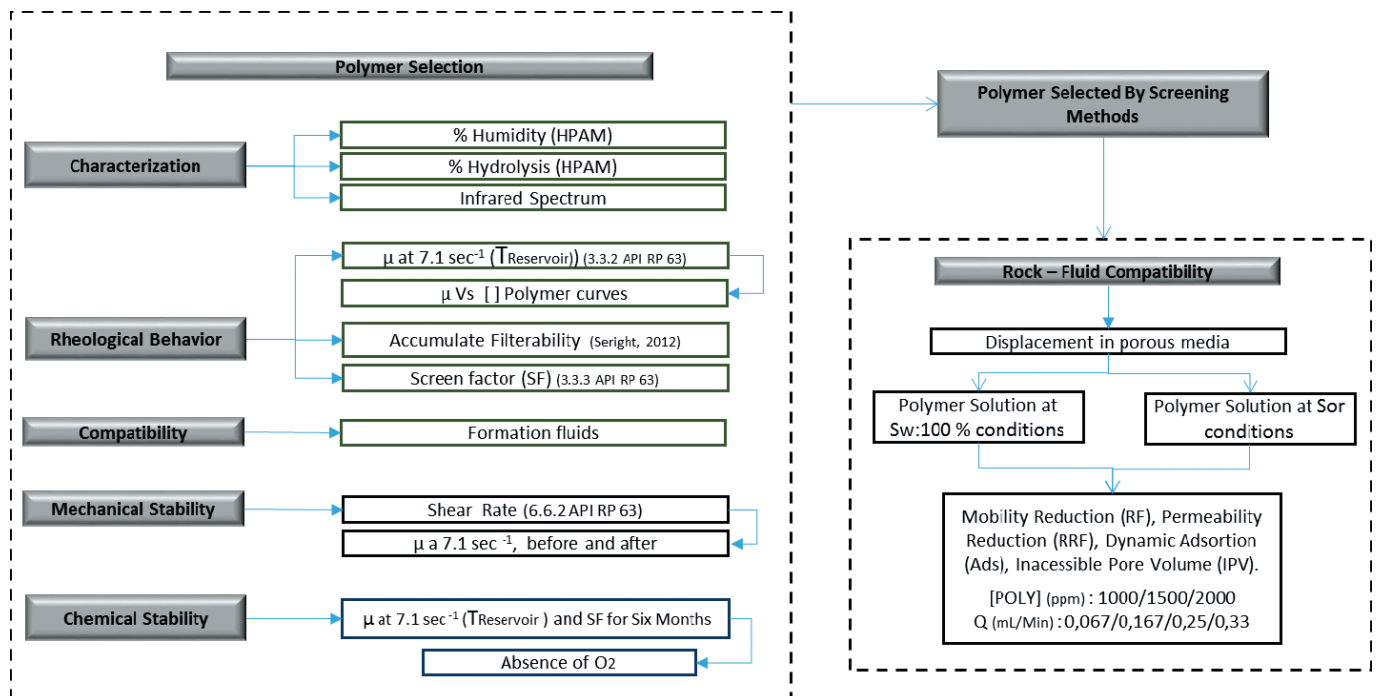 Polymer Selection
Characterization
% Humidity (HPAM)
% Hydrolysis (HPAM)
Infrared Spectrum
Rheological Behavior
µ at 7.1 sec⁻¹ (TReservoir)) (3.3.2 API RP 63)
µ Vs [ ] Polymer curves
Accumulate Filterability (Seright, 2012)
Screen factor (SF) (3.3.3 API RP 63)
Compatibility
Formation fluids
Mechanical Stability
Shear Rate (6.6.2 API RP 63)
µ a 7.1 sec ⁻¹, before and after
Chemical Stability
µ at 7.1 sec⁻¹ (TReservoir ) and SF for Six Months
Absence of O2
Polymer Selected By Screening
Methods
Rock – Fluid Compatibility
Displacement in porous media
Polymer Solution at
Sw:100 % conditions
Polymer Solution at Sor
conditions
Mobility Reduction (RF), Permeability
Reduction (RRF), Dynamic Adsortion
(Ads), Inacessible Pore Volume (IPV).
[POLY] (ppm) : 1000/1500/2000
Q (mL/Min) : 0,067/0,167/0,25/0,33